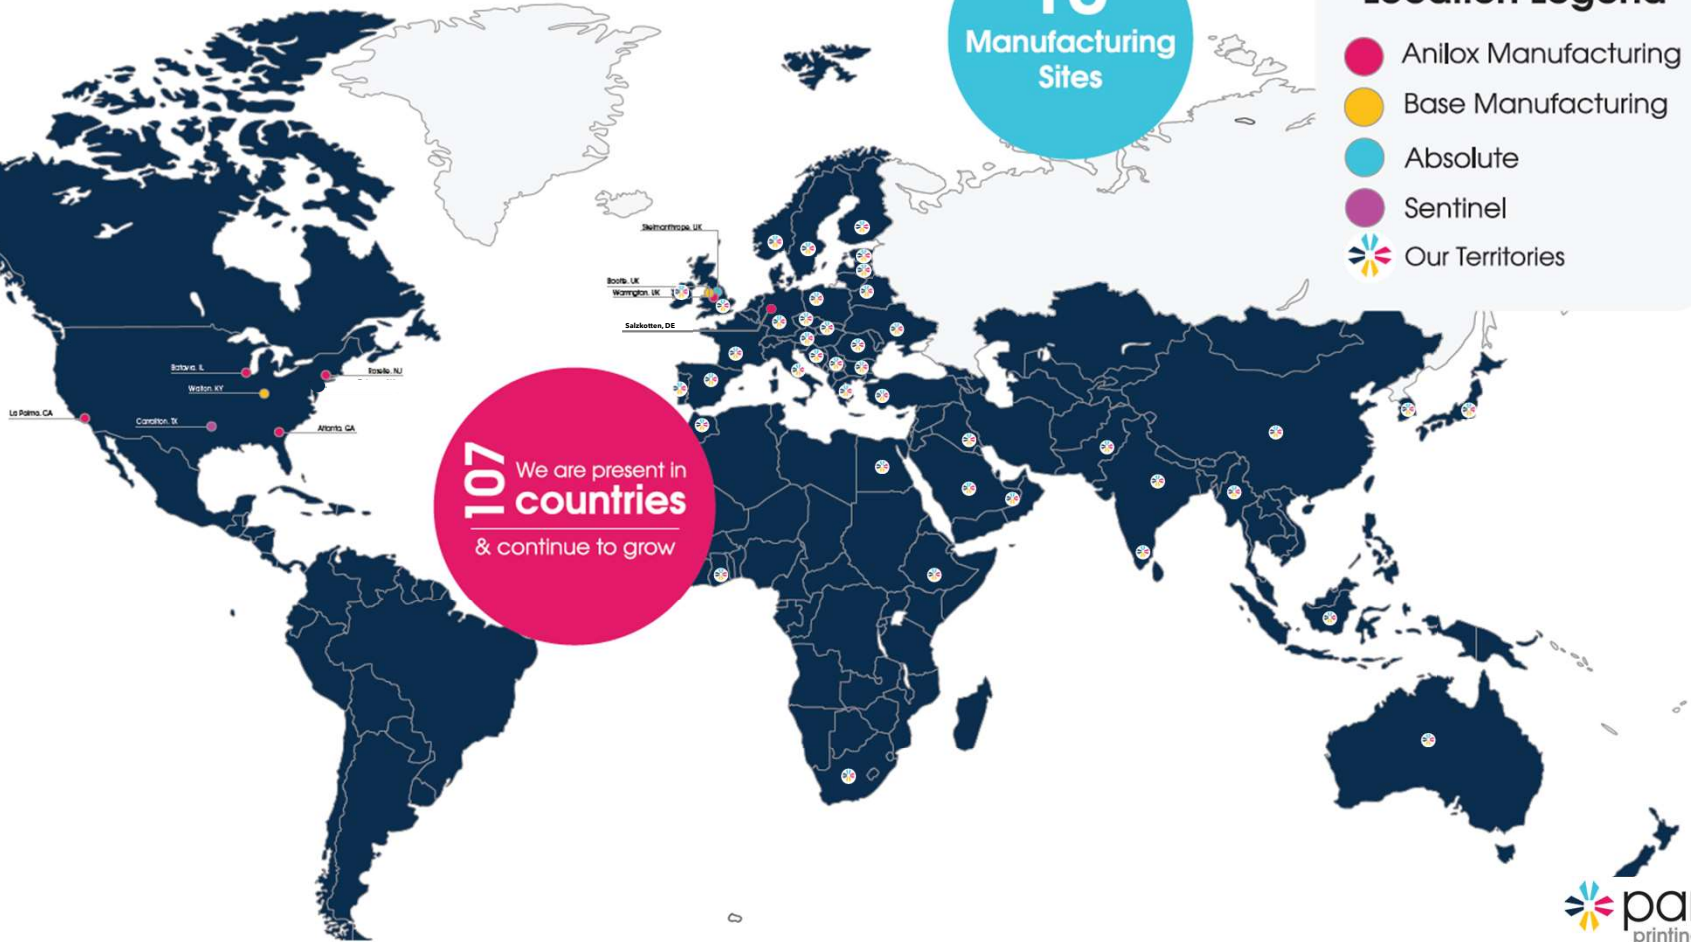 Manufacturing
Sites
Location Legend
Anilox Manufacturing
Base Manufacturing
Absolute
Sentinel
Our Territories
Skelmanthrope, UK
Bootle, UK
Warrington, UK
Salzkotten, DE
Batavia, IL
Walton, KY
Roselle, NJ
La Palma, CA
Carrollton, TX
Atlanta, GA
107
We are present in
countries
& continue to grow
printing